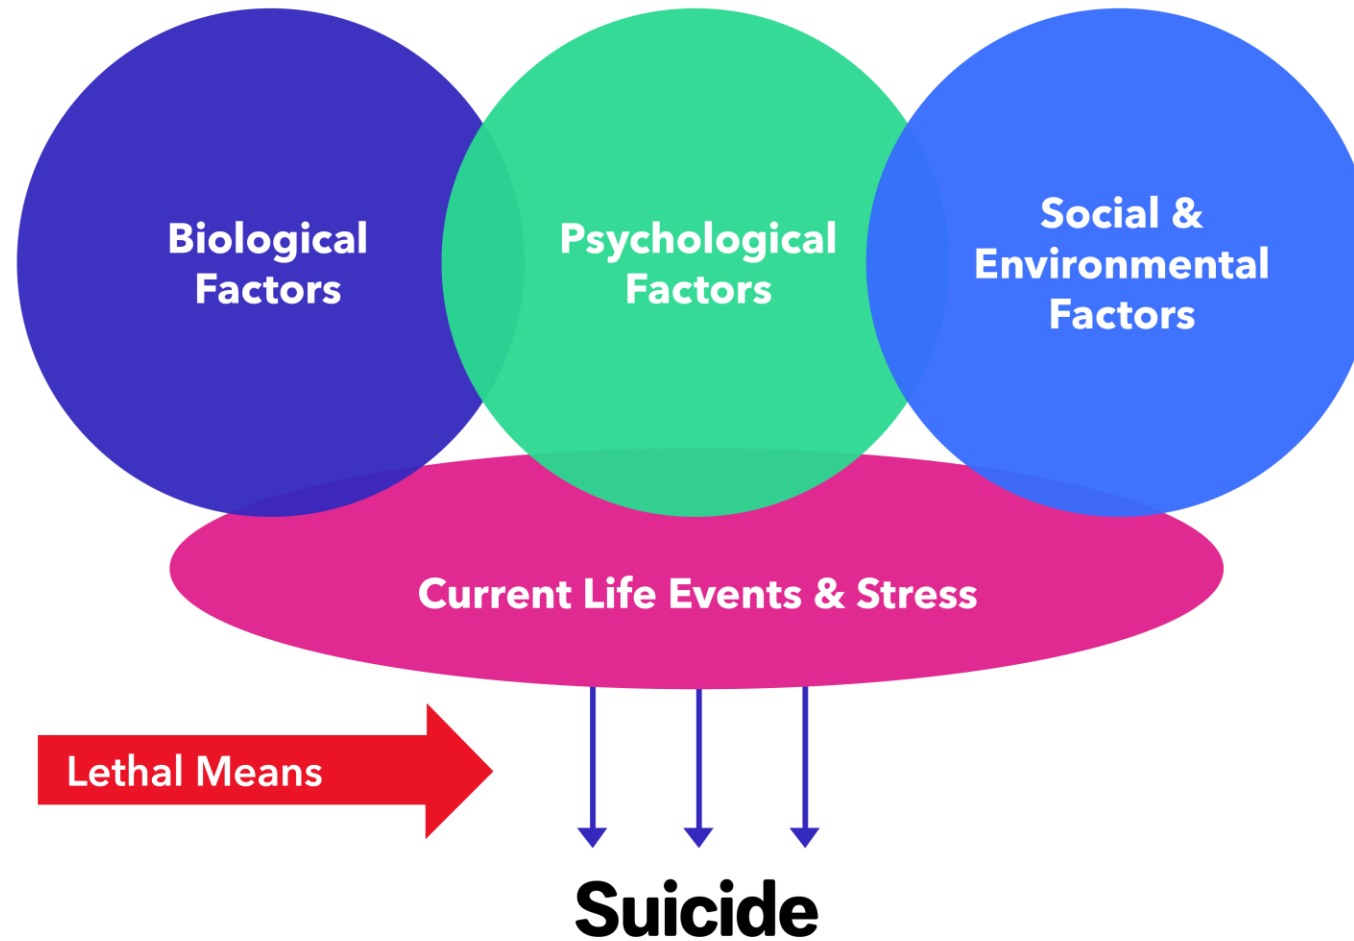 Biological
Factors
Psychological
Factors
Social &
Environmental
Factors
Current Life Events & Stress
Lethal Means
Suicide